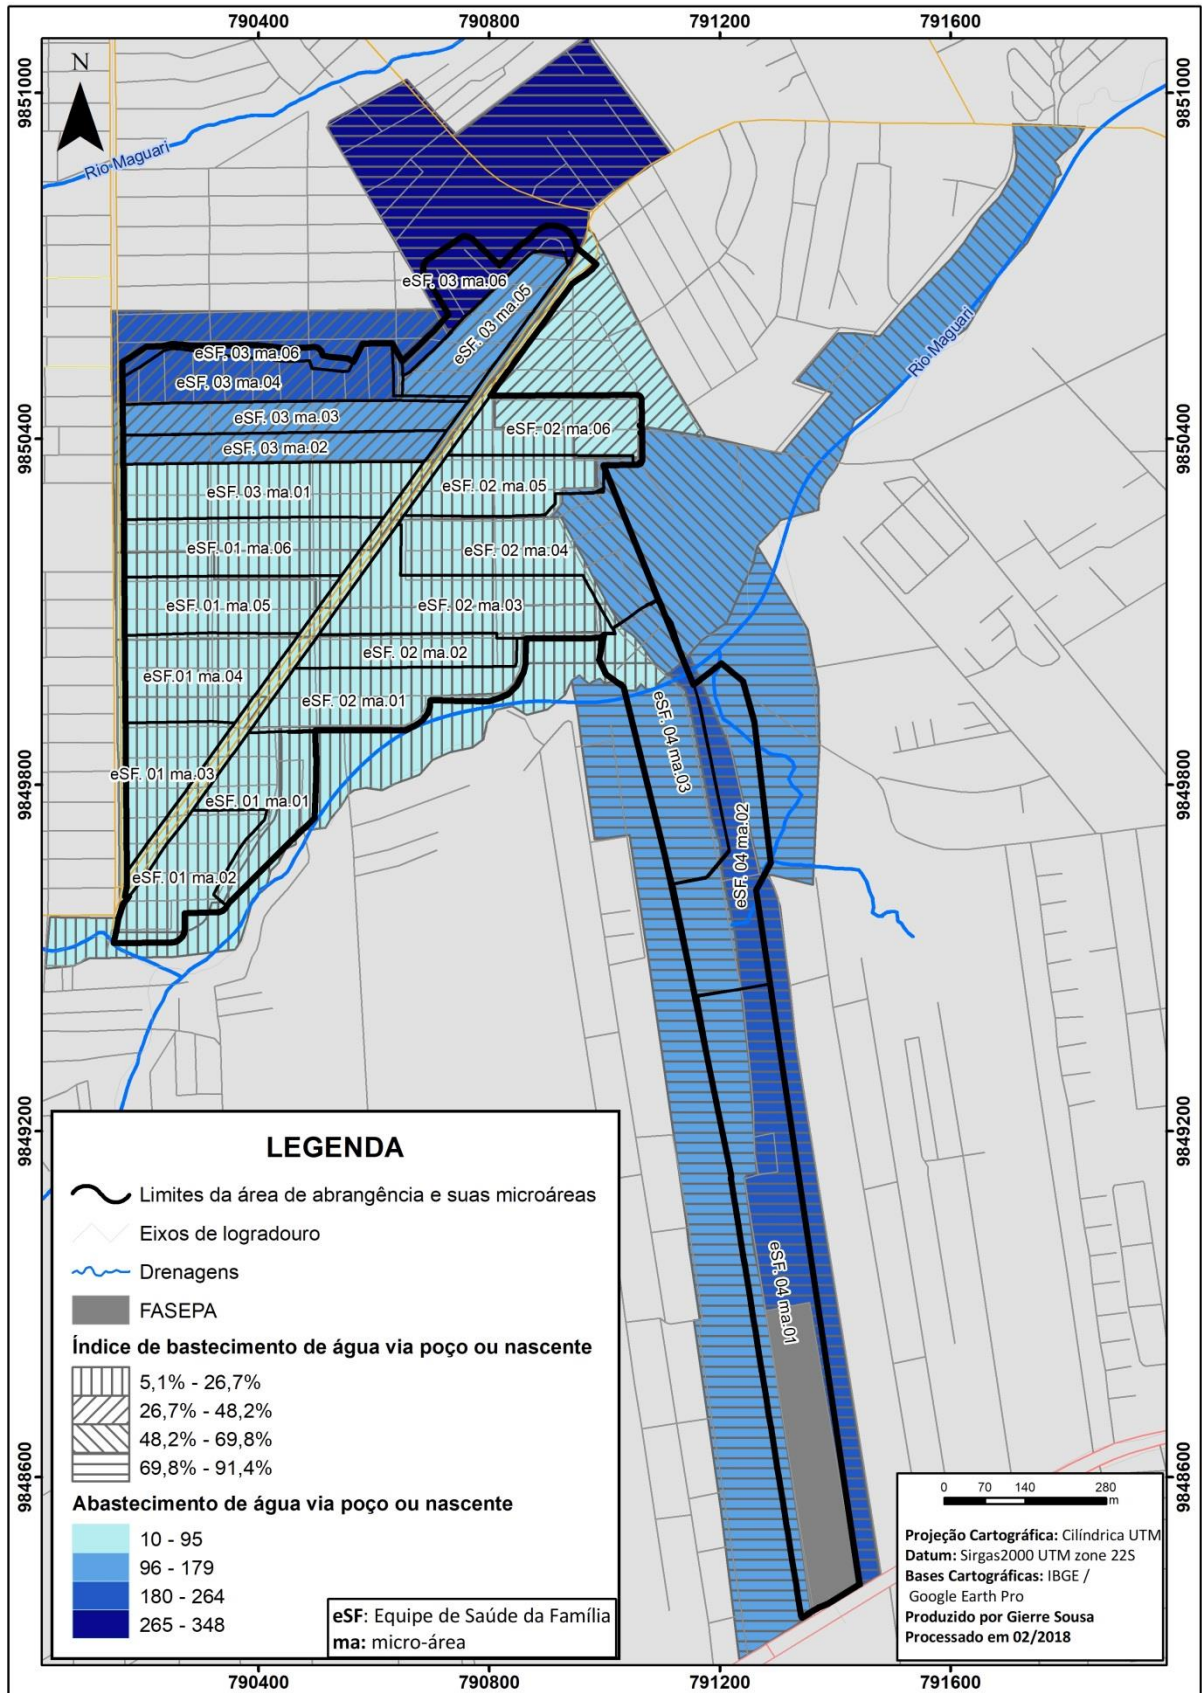 790400 790800 791200 791600
9851000 9851000
N
Rio Maguari
eSF. 03 ma.06
eSF. 03 ma.05
eSF. 03 ma.06
eSF. 03 ma.04
Rio Maguari
eSF. 03 ma.03
9850400 9850400
eSF. 02 ma.06
eSF. 03 ma.02
eSF. 03 ma.01
eSF. 02 ma.05
eSF. 01 ma.06
eSF. 02 ma.04
eSF. 01 ma.05
eSF. 02 ma.03
eSF. 02 ma.02
eSF.01 ma.04
eSF. 02 ma.01
eSF. 04 ma.03
eSF. 01 ma.03
9849800 9849800
eSF. 01 ma.01
eSF. 04 ma.02
eSF. 01 ma.02
9849200 9849200
eSF. 04 ma.01
LEGENDA
Limites da área de abrangência e suas microáreas
Eixos de logradouro
Drenagens
FASEPA
Índice de bastecimento de água via poço ou nascente
5,1% - 26,7%
26,7% - 48,2%
48,2% - 69,8%
69,8% - 91,4%
Abastecimento de água via poço ou nascente
10 - 95
96 - 179
180 - 264
265 - 348
eSF: Equipe de Saúde da Família
ma: micro-área
9848600 9848600
0 70 140 280
m
Projeção Cartográfica: Cilíndrica UTM
Datum: Sirgas2000 UTM zone 22S
Bases Cartográficas: IBGE /
Google Earth Pro
Produzido por Gierre Sousa
Processado em 02/2018
790400 790800 791200 791600